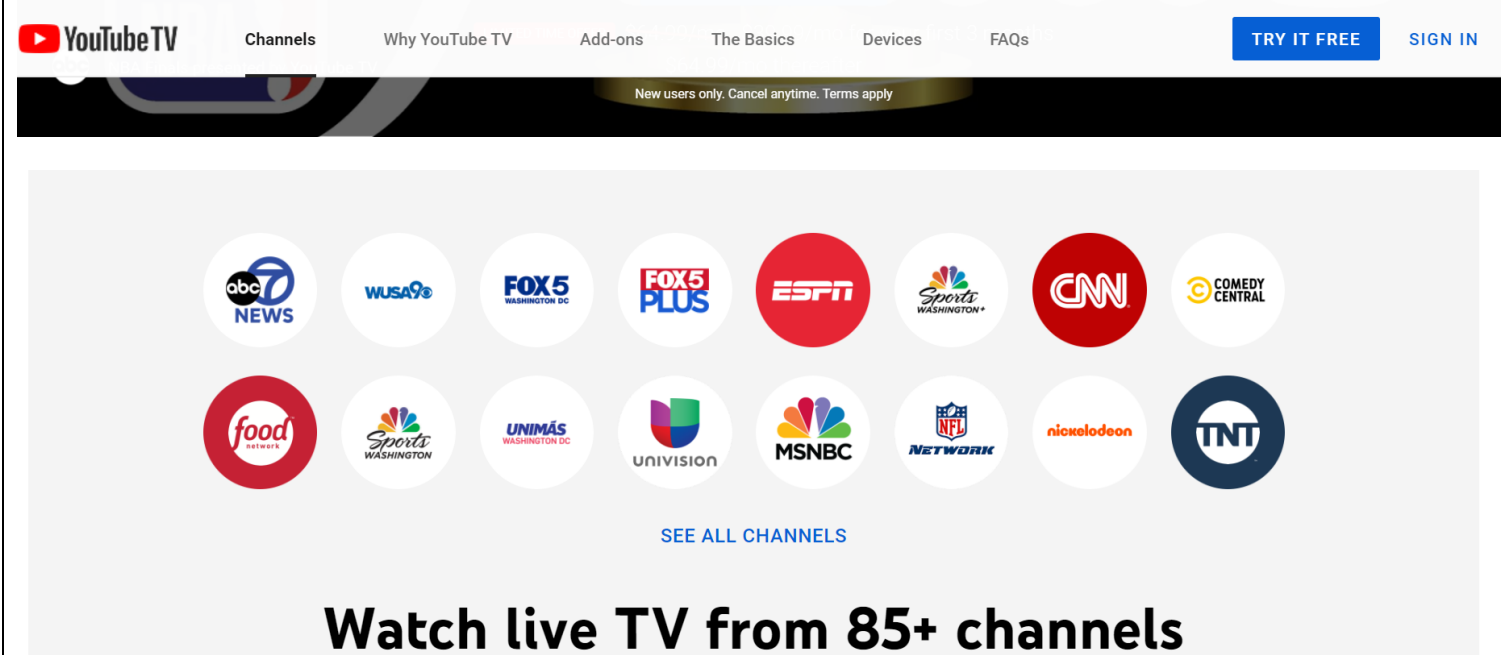 YouTube TV
Channels
Why YouTube TV
Add-ons
The Basics
Devices
FAQs
TRY IT FREE
SIGN IN
New users only. Cancel anytime. Terms apply
abc 7
NEWS
WUSA9
FOX 5
WASHINGTON DC
FOX 5
PLUS
ESPN
Sports
WASHINGTON+
CNN
COMEDY
CENTRAL
food
network
Sports
WASHINGTON
UNIMÁS
WASHINGTON DC
UNIVISION
MSNBC
NFL
NETWORK
nickelodeon
TNT
SEE ALL CHANNELS
Watch live TV from 85+ channels